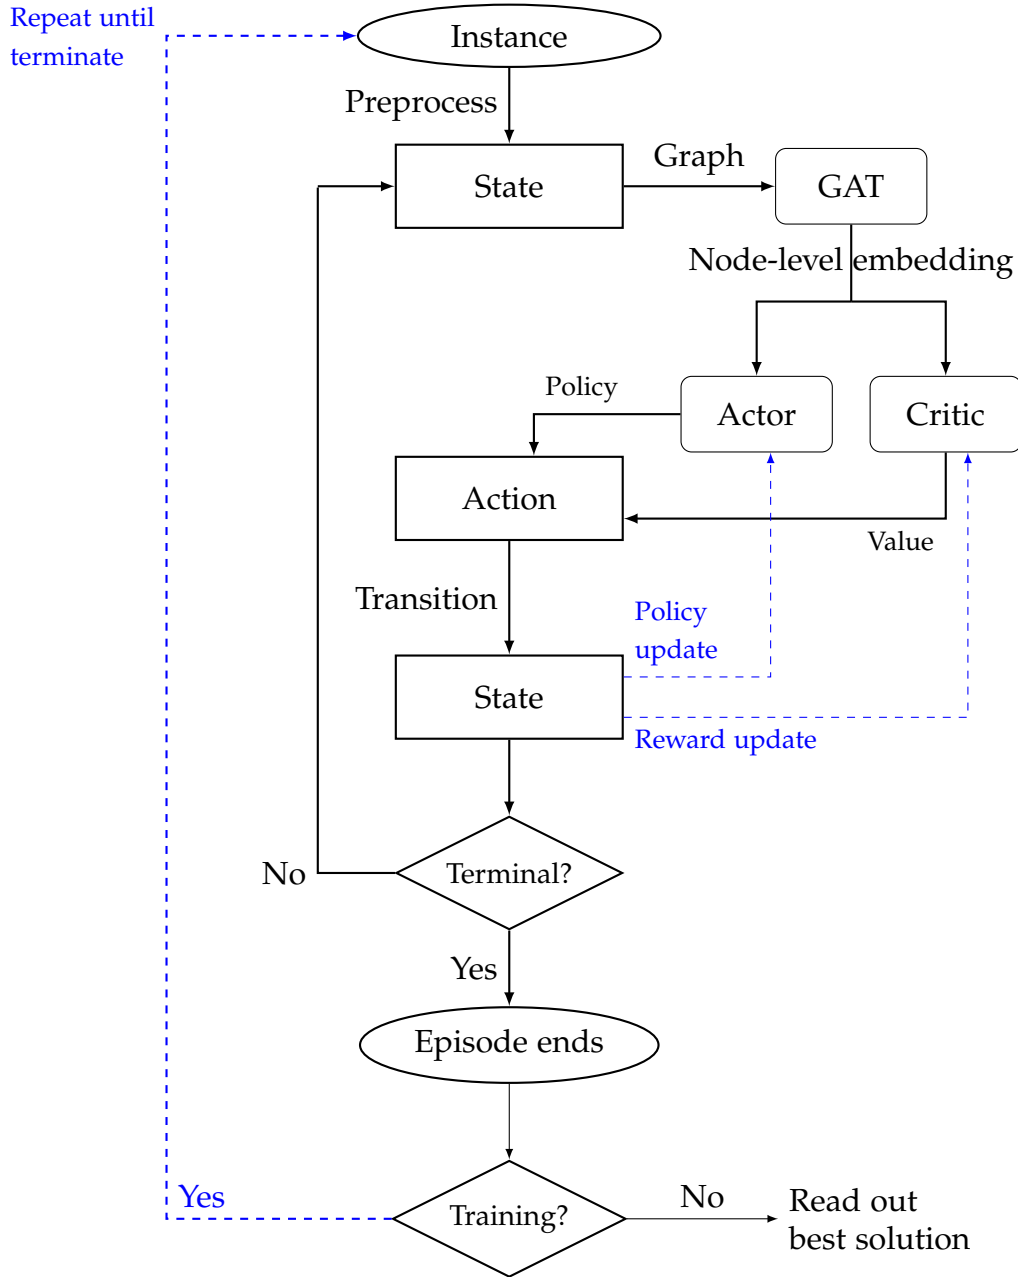 Repeat until
terminate
Instance
Preprocess
State
Graph
GAT
Node-level embedding
Policy
Actor
Critic
Action
Value
Transition
Policy
update
State
Reward update
No
Terminal?
Yes
Episode ends
Yes
Training?
No
Read out
best solution